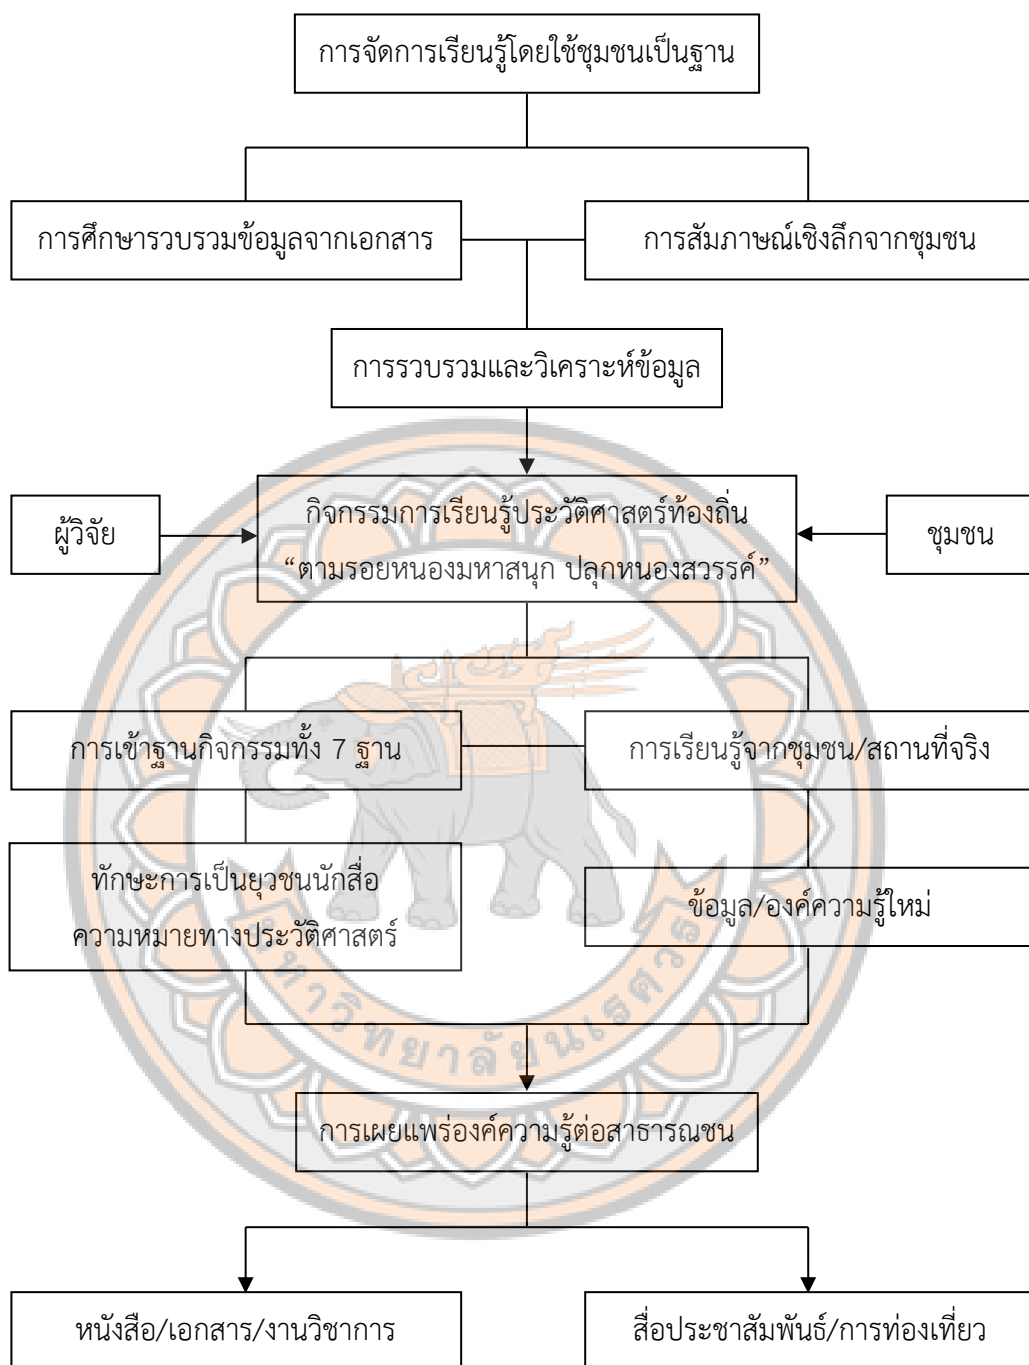 การจัดการเรียนรู้โดยใช้ชุมชนเป็นฐาน
การศึกษารวบรวมข้อมูลจากเอกสาร
การสัมภาษณ์เชิงลึกจากชุมชน
การรวบรวมและวิเคราะห์ข้อมูล
ผู้วิจัย
กิจกรรมการเรียนรู้ประวัติศาสตร์ท้องถิ่น
“ตามรอยหนองมหาสนุก ปลุกหนองสวรรค์”
ชุมชน
การเข้าฐานกิจกรรมทั้ง 7 ฐาน
การเรียนรู้จากชุมชน/สถานที่จริง
ทักษะการเป็นยุวชนนักสื่อ
ความหมายทางประวัติศาสตร์
ข้อมูล/องค์ความรู้ใหม่
มหาวิทยาลัยนเรศวร
การเผยแพร่องค์ความรู้ต่อสาธารณชน
หนังสือ/เอกสาร/งานวิชาการ
สื่อประชาสัมพันธ์/การท่องเที่ยว